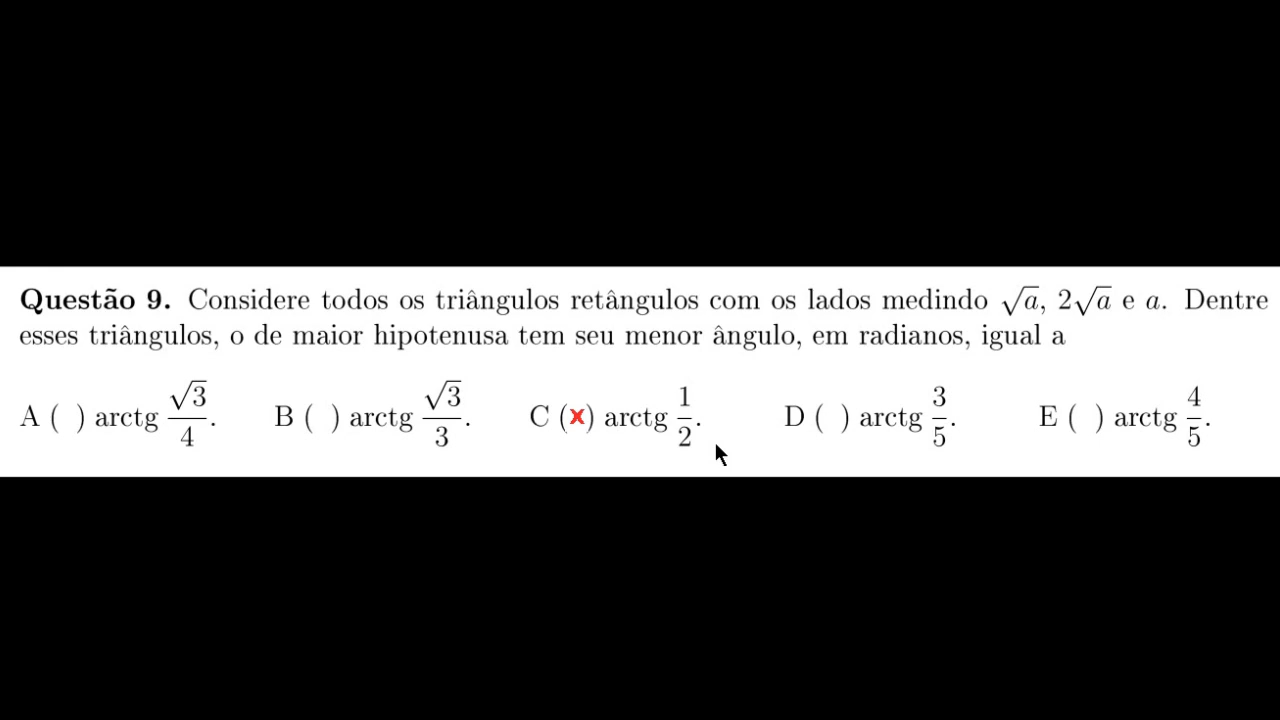 Questão 9. Considere todos os triângulos retângulos com os lados medindo √a, 2√a e a. Dentre
esses triângulos, o de maior hipotenusa tem seu menor ângulo, em radianos, igual a
A ( ) arctg √3/4. B ( ) arctg √3/3. C (x) arctg 1/2. D ( ) arctg 3/5. E ( ) arctg 4/5.